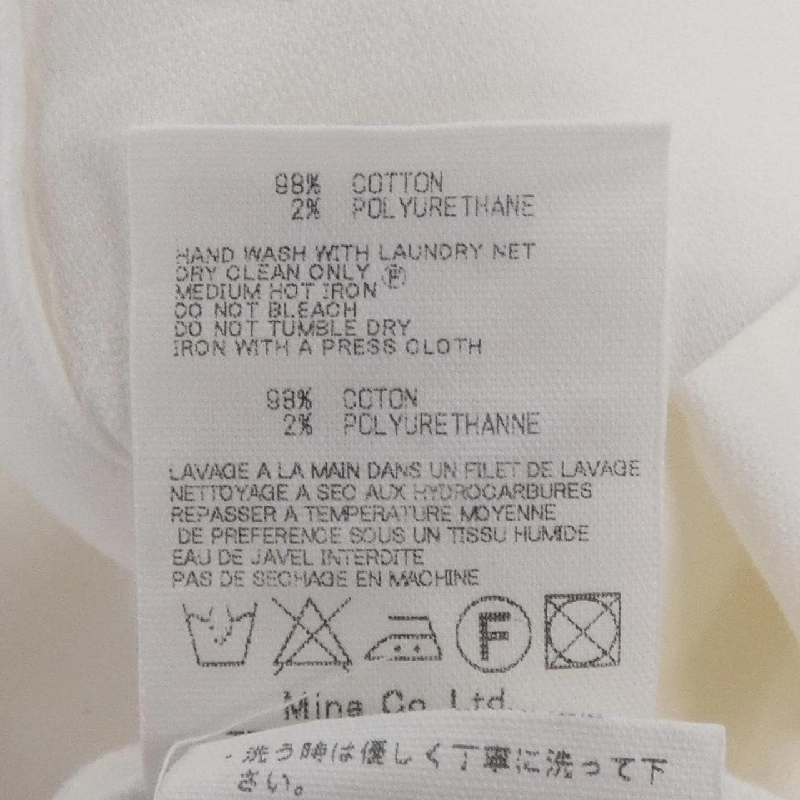 98% COTTON
2% POLYURETHANE
HAND WASH WITH LAUNDRY NET
DRY CLEAN ONLY Ⓕ
MEDIUM HOT IRON
DO NOT BLEACH
DO NOT TUMBLE DRY
IRON WITH A PRESS CLOTH
98% COTON
2% POLYURETHANNE
LAVAGE A LA MAIN DANS UN FILET DE LAVAGE
NETTOYAGE A SEC AUX HYDROCARBURES
REPASSER A TEMPERATURE MOYENNE
DE PREFERENCE SOUS UN TISSU HUMIDE
EAU DE JAVEL INTERDITE
PAS DE SECHAGE EN MACHINE
F
Mina Co. Ltd.
・洗う時は優しく丁寧に洗って下
さい。